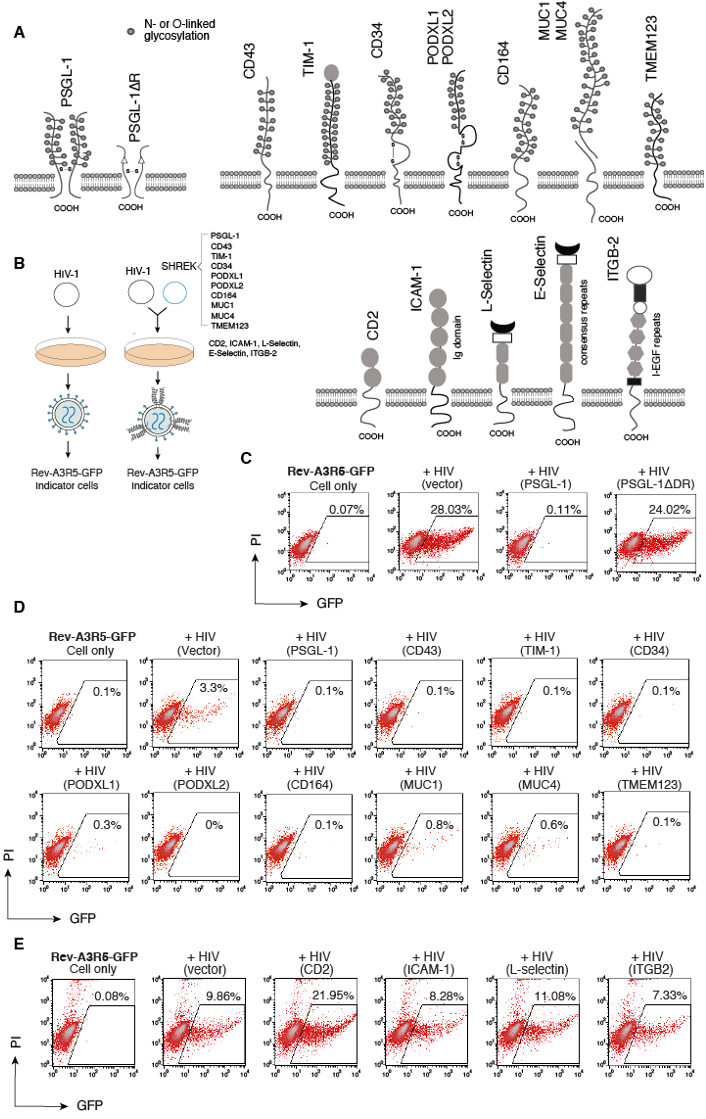 A
N- or O-linked
glycosylation
PSGL-1
PSGL-1ΔR
CD43
TIM-1
CD34
PODXL1
PODXL2
CD164
MUC1
MUC4
TMEM123
s s
s-s
COOH
COOH
COOH
COOH
COOH
COOH
COOH
COOH
COOH
B
HIV-1
HIV-1
SHREK
PSGL-1
CD43
TIM-1
CD34
PODXL1
PODXL2
CD164
MUC1
MUC4
TMEM123
CD2, ICAM-1, L-Selectin,
E-Selectin, ITGB-2
Rev-A3R5-GFP
Indicator cells
Rev-A3R5-GFP
Indicator cells
CD2
ICAM-1
Ig domain
L-Selectin
E-Selectin
consensus repeats
ITGB-2
I-EGF repeats
COOH
COOH
COOH
COOH
COOH
C
Rev-A3R5-GFP
Cell only
+ HIV
(vector)
+ HIV
(PSGL-1)
+ HIV
(PSGL-1ΔDR)
0.07%
28.03%
0.11%
24.02%
PI
GFP
D
Rev-A3R5-GFP
Cell only
+ HIV
(Vector)
+ HIV
(PSGL-1)
+ HIV
(CD43)
+ HIV
(TIM-1)
+ HIV
(CD34)
0.1%
3.3%
0.1%
0.1%
0.1%
0.1%
+ HIV
(PODXL1)
+ HIV
(PODXL2)
+ HIV
(CD164)
+ HIV
(MUC1)
+ HIV
(MUC4)
+ HIV
(TMEM123)
0.3%
0%
0.1%
0.8%
0.6%
0.1%
PI
GFP
E
Rev-A3R5-GFP
Cell only
+ HIV
(vector)
+ HIV
(CD2)
+ HIV
(ICAM-1)
+ HIV
(L-selectin)
+ HIV
(ITGB2)
0.08%
9.86%
21.95%
8.28%
11.08%
7.33%
PI
GFP